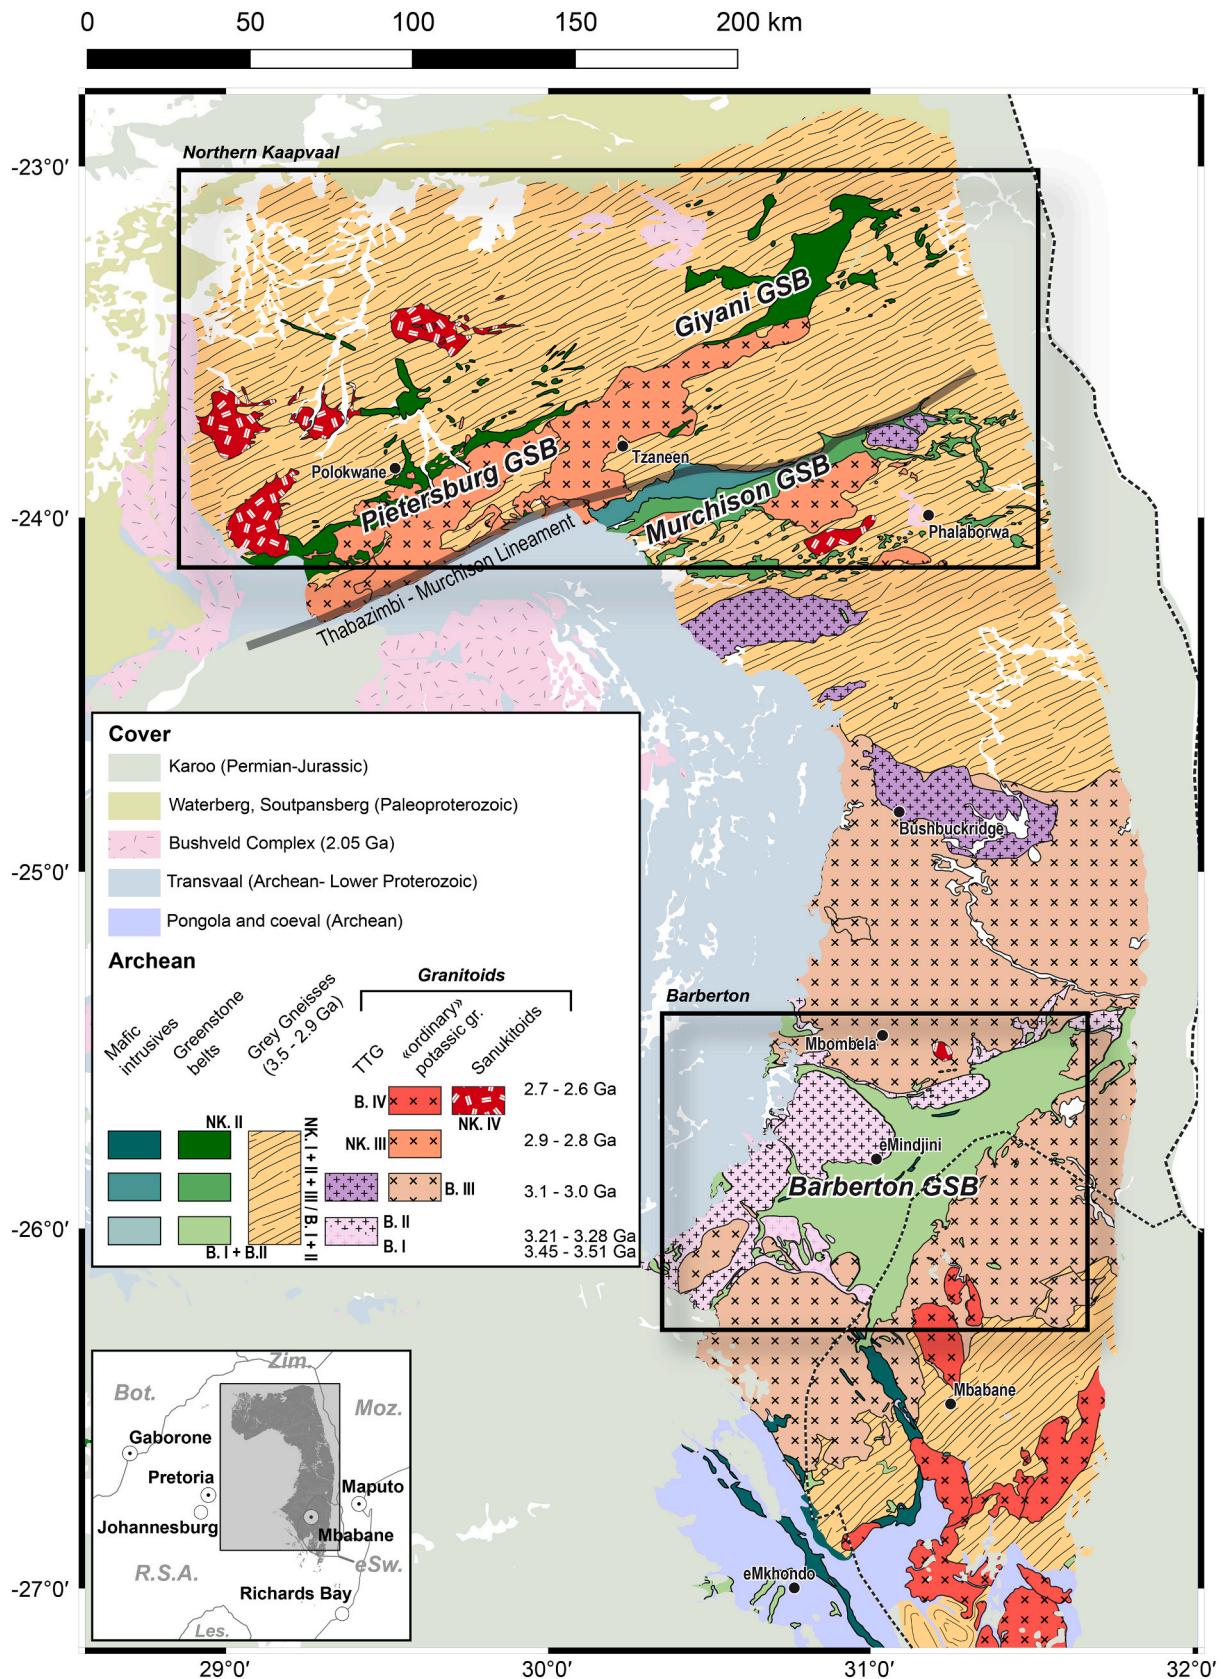 0
50
100
150
200 km
-23°0′
-24°0′
-25°0′
-26°0′
-27°0′
29°0′
30°0′
31°0′
32°0′
Northern Kaapvaal
Giyani GSB
Pietersburg GSB
Murchison GSB
Polokwane
Tzaneen
Phalaborwa
Thabazimbi - Murchison Lineament
Bushbuckridge
Barberton
Mbombela
eMindjini
Barberton GSB
Mbabane
eMkhondo
Cover
Karoo (Permian-Jurassic)
Waterberg, Soutpansberg (Paleoproterozoic)
Bushveld Complex (2.05 Ga)
Transvaal (Archean- Lower Proterozoic)
Pongola and coeval (Archean)
Archean
Granitoids
Mafic
intrusives
Greenstone
belts
Grey Gneisses
(3.5 - 2.9 Ga)
TTG
«ordinary»
potassic gr.
Sanukitoids
B. IV
NK. IV
2.7 - 2.6 Ga
NK. II
NK. III
2.9 - 2.8 Ga
B. III
3.1 - 3.0 Ga
B. II
3.21 - 3.28 Ga
B. I
3.45 - 3.51 Ga
B. I + B.II
NK. I + II + III / B. I + II
Zim.
Bot.
Moz.
Gaborone
Pretoria
Maputo
Johannesburg
Mbabane
R.S.A.
eSw.
Richards Bay
Les.